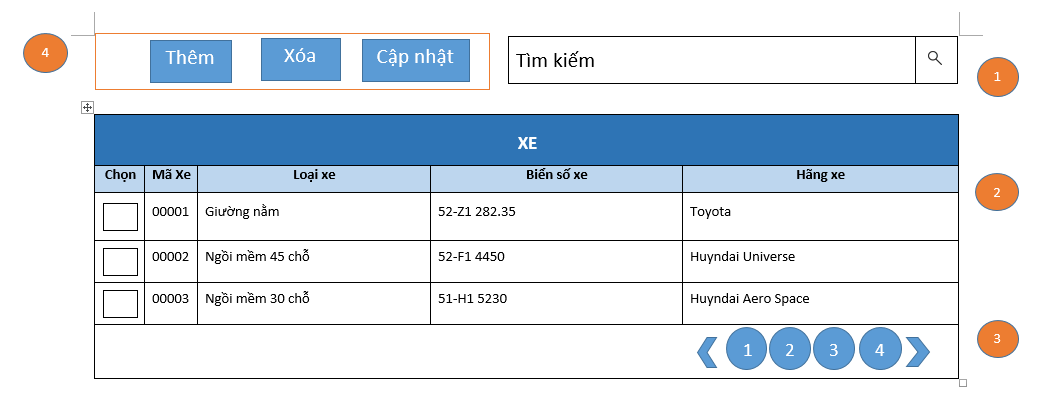 4 Thêm Xóa Cập nhật Tìm kiếm 1
XE
Chọn Mã Xe Loại xe Biển số xe Hãng xe 2
00001 Giường nằm 52-Z1 282.35 Toyota
00002 Ngồi mềm 45 chỗ 52-F1 4450 Huyndai Universe
00003 Ngồi mềm 30 chỗ 51-H1 5230 Huyndai Aero Space
1 2 3 4 3